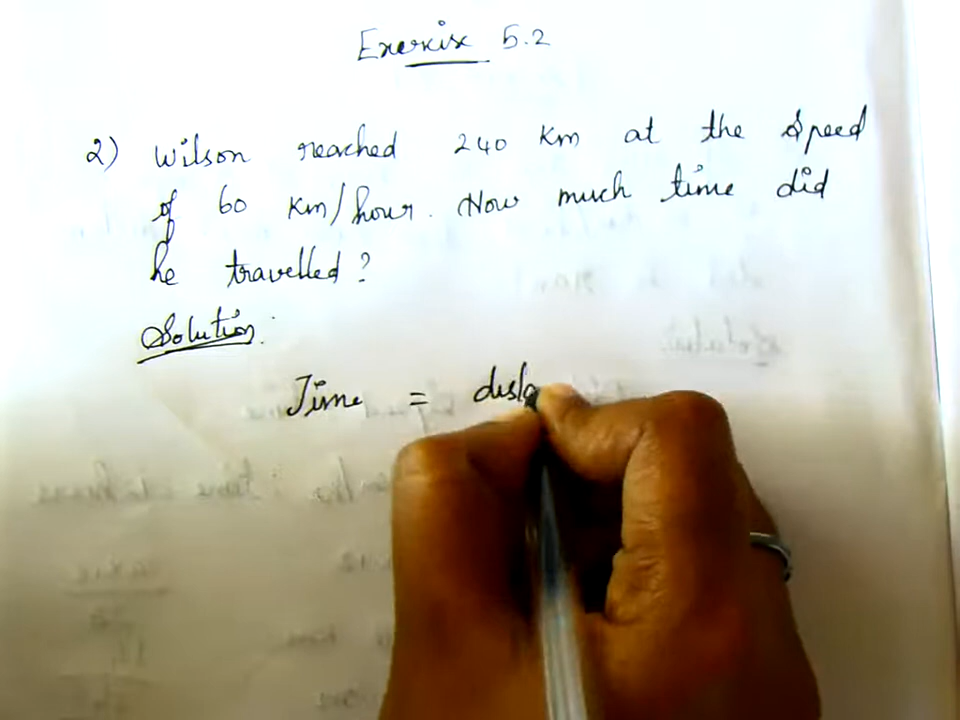 Exercise 5.2
2) Wilson reached 240 Km at the speed
of 60 Km/hour. How much time did
he travelled?
Solution:
Time =